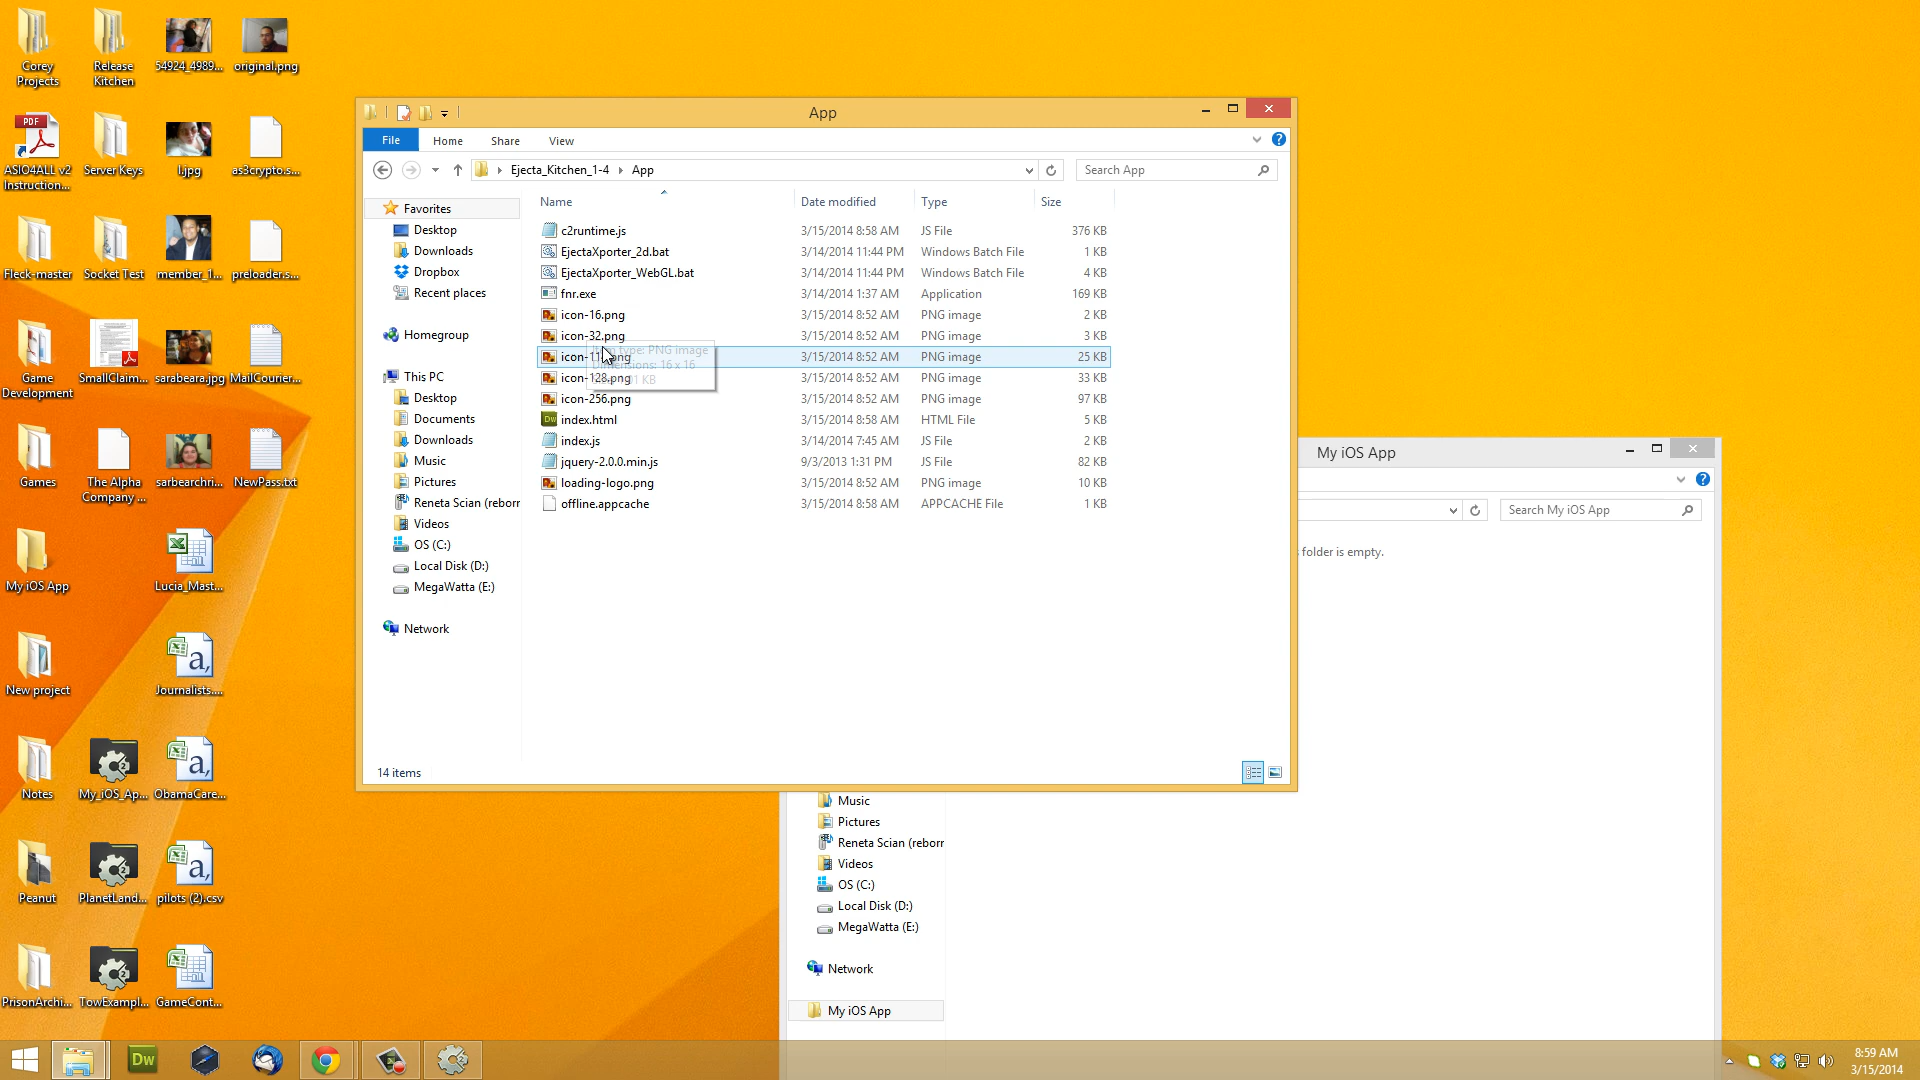 Corey
Projects
Release
Kitchen
54924_4989...
original.png
PDF
ASIO4ALL v2
Instruction...
Server Keys
l.jpg
as3crypto.s...
Fleck-master
Socket Test
member_1...
preloader.s...
Game
Development
SmallClaim...
sarabeara.jpg
MailCourier...
Games
The Alpha
Company ...
sarbearchri...
NewPass.txt
My iOS App
Lucia_Mast...
New project
Journalists....
Notes
My_iOS_Ap...
ObamaCare...
Peanut
PlanetLand...
pilots (2).csv
PrisonArchi...
TowExampl...
GameCont...
App
File
Home
Share
View
Ejecta_Kitchen_1-4
App
Search App
Favorites
Desktop
Downloads
Dropbox
Recent places
Homegroup
This PC
Desktop
Documents
Downloads
Music
Pictures
Reneta Scian (reborr
Videos
OS (C:)
Local Disk (D:)
MegaWatta (E:)
Network
Name
Date modified
Type
Size
c2runtime.js 3/15/2014 8:58 AM JS File 376 KB
EjectaXporter_2d.bat 3/14/2014 11:44 PM Windows Batch File 1 KB
EjectaXporter_WebGL.bat 3/14/2014 11:44 PM Windows Batch File 4 KB
fnr.exe 3/14/2014 1:37 AM Application 169 KB
icon-16.png 3/15/2014 8:52 AM PNG image 2 KB
icon-32.png 3/15/2014 8:52 AM PNG image 3 KB
3/15/2014 8:52 AM PNG image 25 KB
icon-128.png 3/15/2014 8:52 AM PNG image 33 KB
icon-256.png 3/15/2014 8:52 AM PNG image 97 KB
index.html 3/15/2014 8:58 AM HTML File 5 KB
index.js 3/14/2014 7:45 AM JS File 2 KB
jquery-2.0.0.min.js 9/3/2013 1:31 PM JS File 82 KB
loading-logo.png 3/15/2014 8:52 AM PNG image 10 KB
offline.appcache 3/15/2014 8:58 AM APPCACHE File 1 KB
type: PNG image
Dimensions: 16 x 16
14 items
My iOS App
Search My iOS App
folder is empty.
Music
Pictures
Reneta Scian (reborr
Videos
OS (C:)
Local Disk (D:)
MegaWatta (E:)
Network
My iOS App
Dw
8:59 AM
3/15/2014